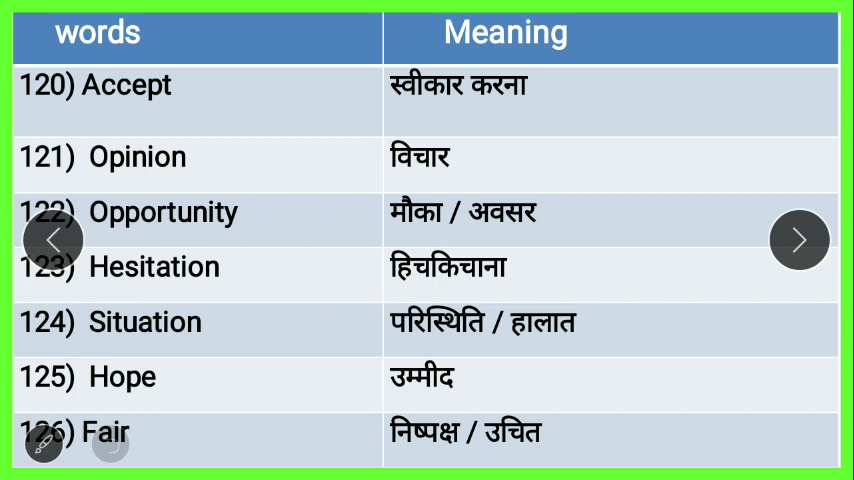 words Meaning
120) Accept स्वीकार करना
121) Opinion विचार
122) Opportunity मौका / अवसर
123) Hesitation हिचकिचाना
124) Situation परिस्थिति / हालात
125) Hope उम्मीद
126) Fair निष्पक्ष / उचित